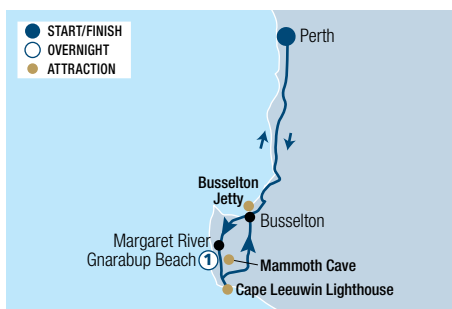 START/FINISH
OVERNIGHT
ATTRACTION
Perth
Busselton
Jetty
Busselton
Margaret River
Gnarabup Beach
1
Mammoth Cave
Cape Leeuwin Lighthouse